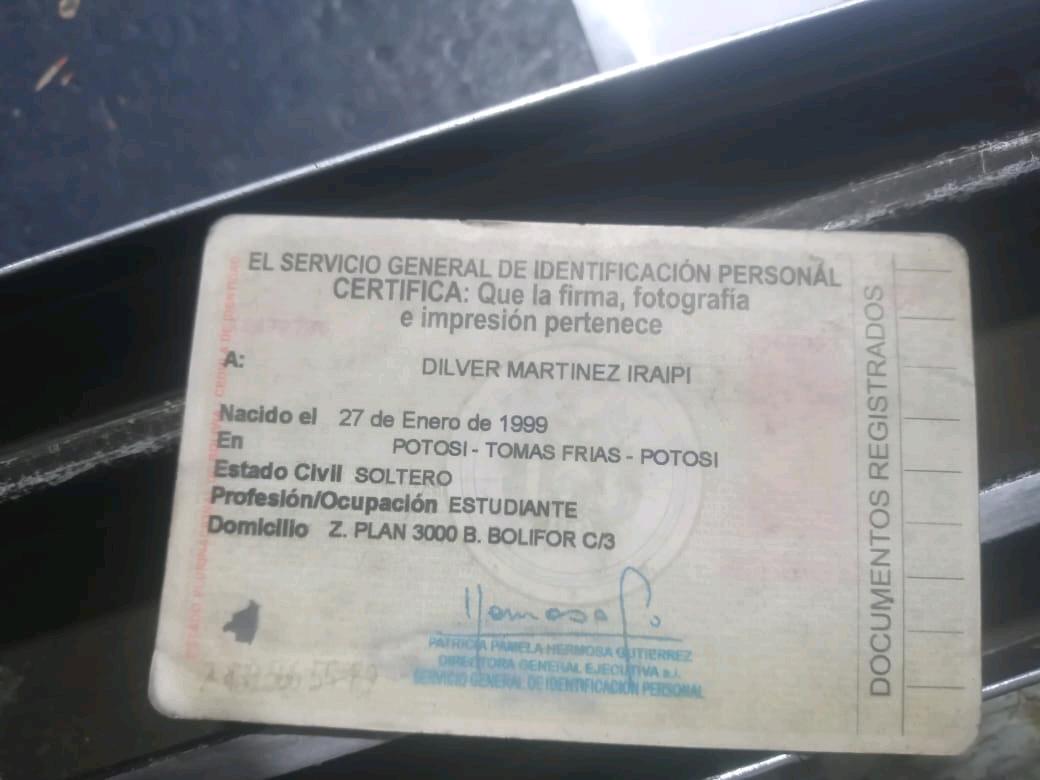 EL SERVICIO GENERAL DE IDENTIFICACIÓN PERSONAL
CERTIFICA: Que la firma, fotografía
e impresión pertenece
A: DILVER MARTINEZ IRAIPI
Nacido el 27 de Enero de 1999
En POTOSI - TOMAS FRIAS - POTOSI
Estado Civil SOLTERO
Profesión/Ocupación ESTUDIANTE
Domicilio Z. PLAN 3000 B. BOLIFOR C/3
PATRICIA PAMELA HERMOSA GUTIERREZ
DIRECTORA GENERAL EJECUTIVA a.i.
SERVICIO GENERAL DE IDENTIFICACIÓN PERSONAL
DOCUMENTOS REGISTRADOS